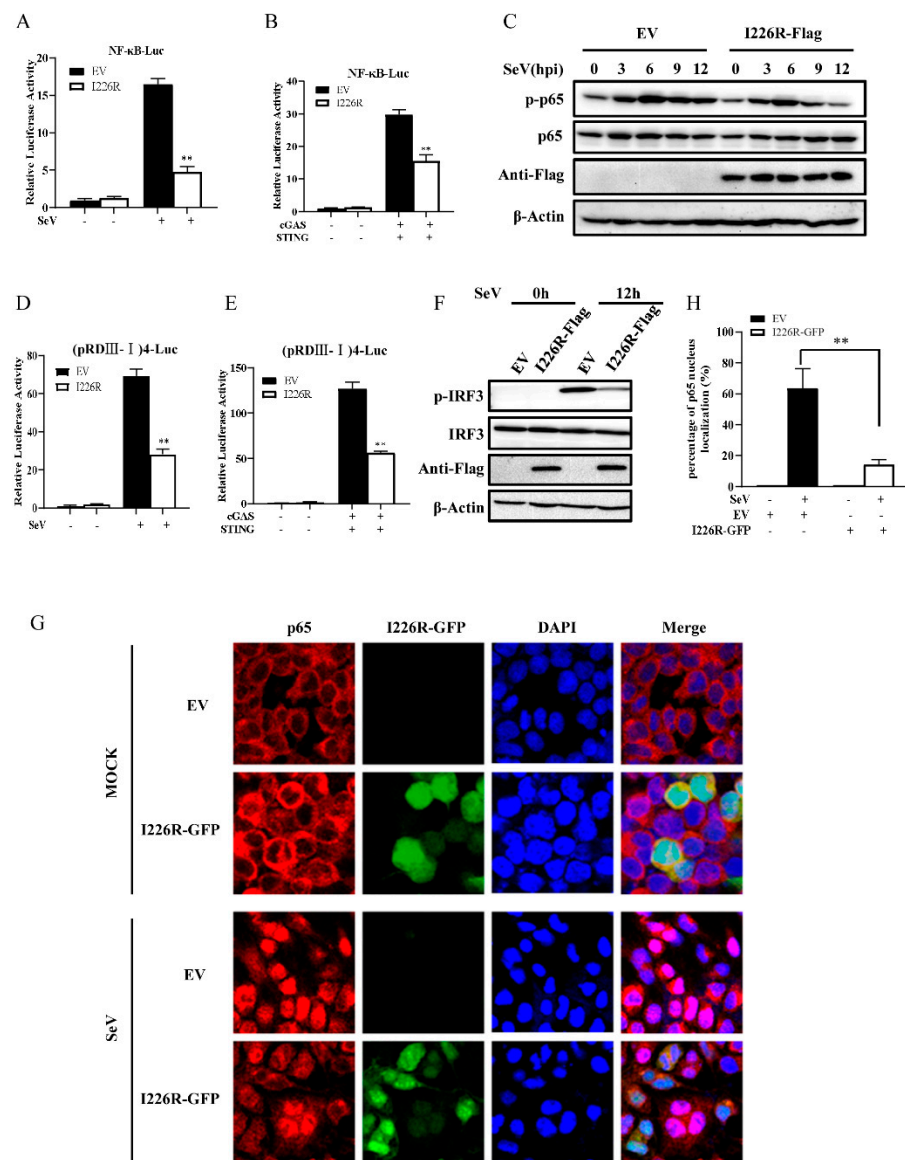 A
NF-κB-Luc
EV
I226R
Relative Luciferase Activity
20
15
10
5
0
**
SeV - - + +
B
NF-κB-Luc
EV
I226R
Relative Luciferase Activity
40
30
20
10
0
**
cGAS - - + +
STING - - + +
C
EV I226R-Flag
SeV(hpi) 0 3 6 9 12 0 3 6 9 12
p-p65
p65
Anti-Flag
β-Actin
D
(pRDⅢ-Ⅰ)4-Luc
EV
I226R
Relative Luciferase Activity
80
60
40
20
0
**
SeV - - + +
E
(pRDⅢ-Ⅰ)4-Luc
EV
I226R
Relative Luciferase Activity
150
100
50
0
**
cGAS - - + +
STING - - + +
F
SeV 0h 12h
EV I226R-Flag EV I226R-Flag
p-IRF3
IRF3
Anti-Flag
β-Actin
H
EV
I226R-GFP
percentage of p65 nucleus
localization (%)
100
80
60
40
20
0
**
SeV - + - +
EV + + - -
I226R-GFP - - + +
G
p65 I226R-GFP DAPI Merge
MOCK
EV
I226R-GFP
SeV
EV
I226R-GFP